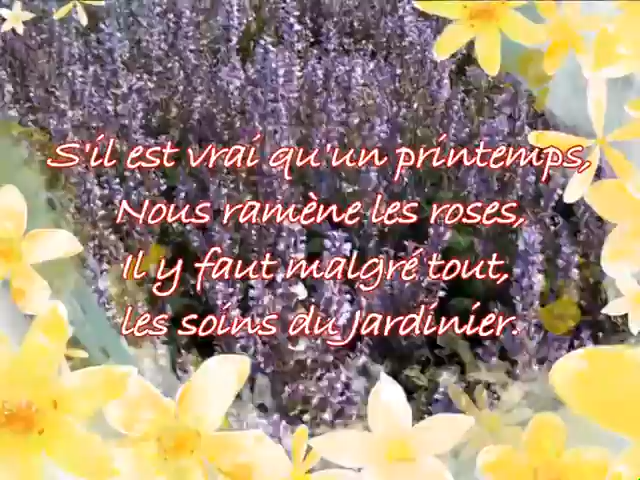 S'il est vrai qu'un printemps,
Nous ramène les roses,
Il y faut malgré tout,
les soins du Jardinier.